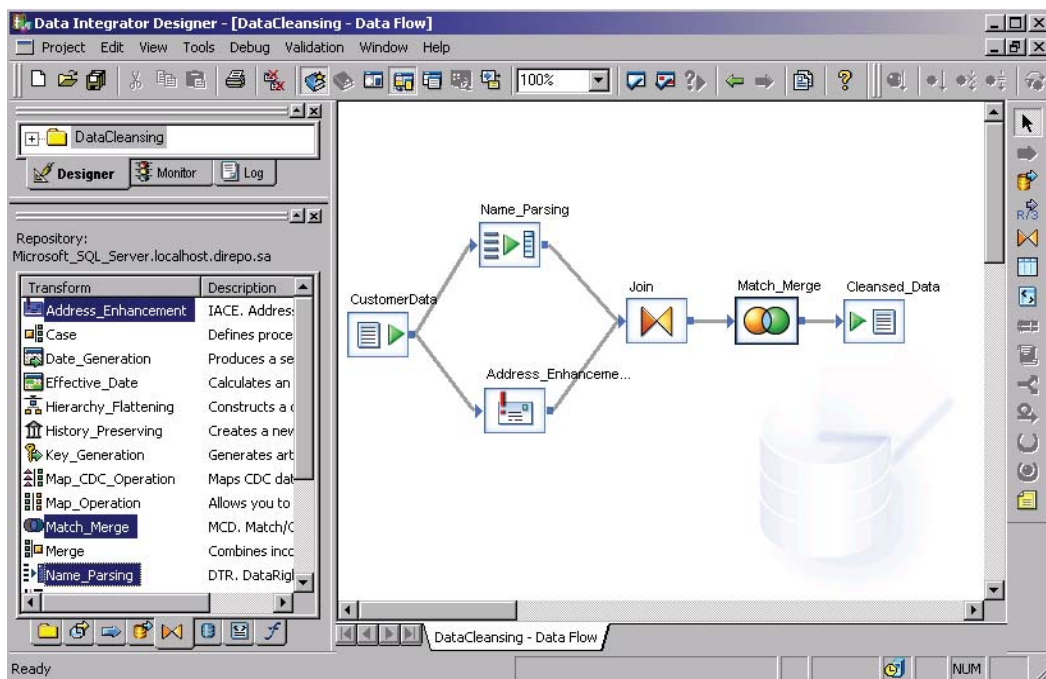 Data Integrator Designer - [DataCleansing - Data Flow]
Project Edit View Tools Debug Validation Window Help
100%
DataCleansing
Designer Monitor Log
Repository:
Microsoft_SQL_Server.localhost.direpo.sa
Transform Description
Address_Enhancement IACE. Address
Case Defines proce
Date_Generation Produces a se
Effective_Date Calculates an
Hierarchy_Flattening Constructs a
History_Preserving Creates a new
Key_Generation Generates art
Map_CDC_Operation Maps CDC dat
Map_Operation Allows you to
Match_Merge MCD. Match/C
Merge Combines inco
Name_Parsing DTR. DataRigl
CustomerData
Name_Parsing
Address_Enhanceme...
Join
Match_Merge
Cleansed_Data
R/3
DataCleansing - Data Flow
Ready
NUM